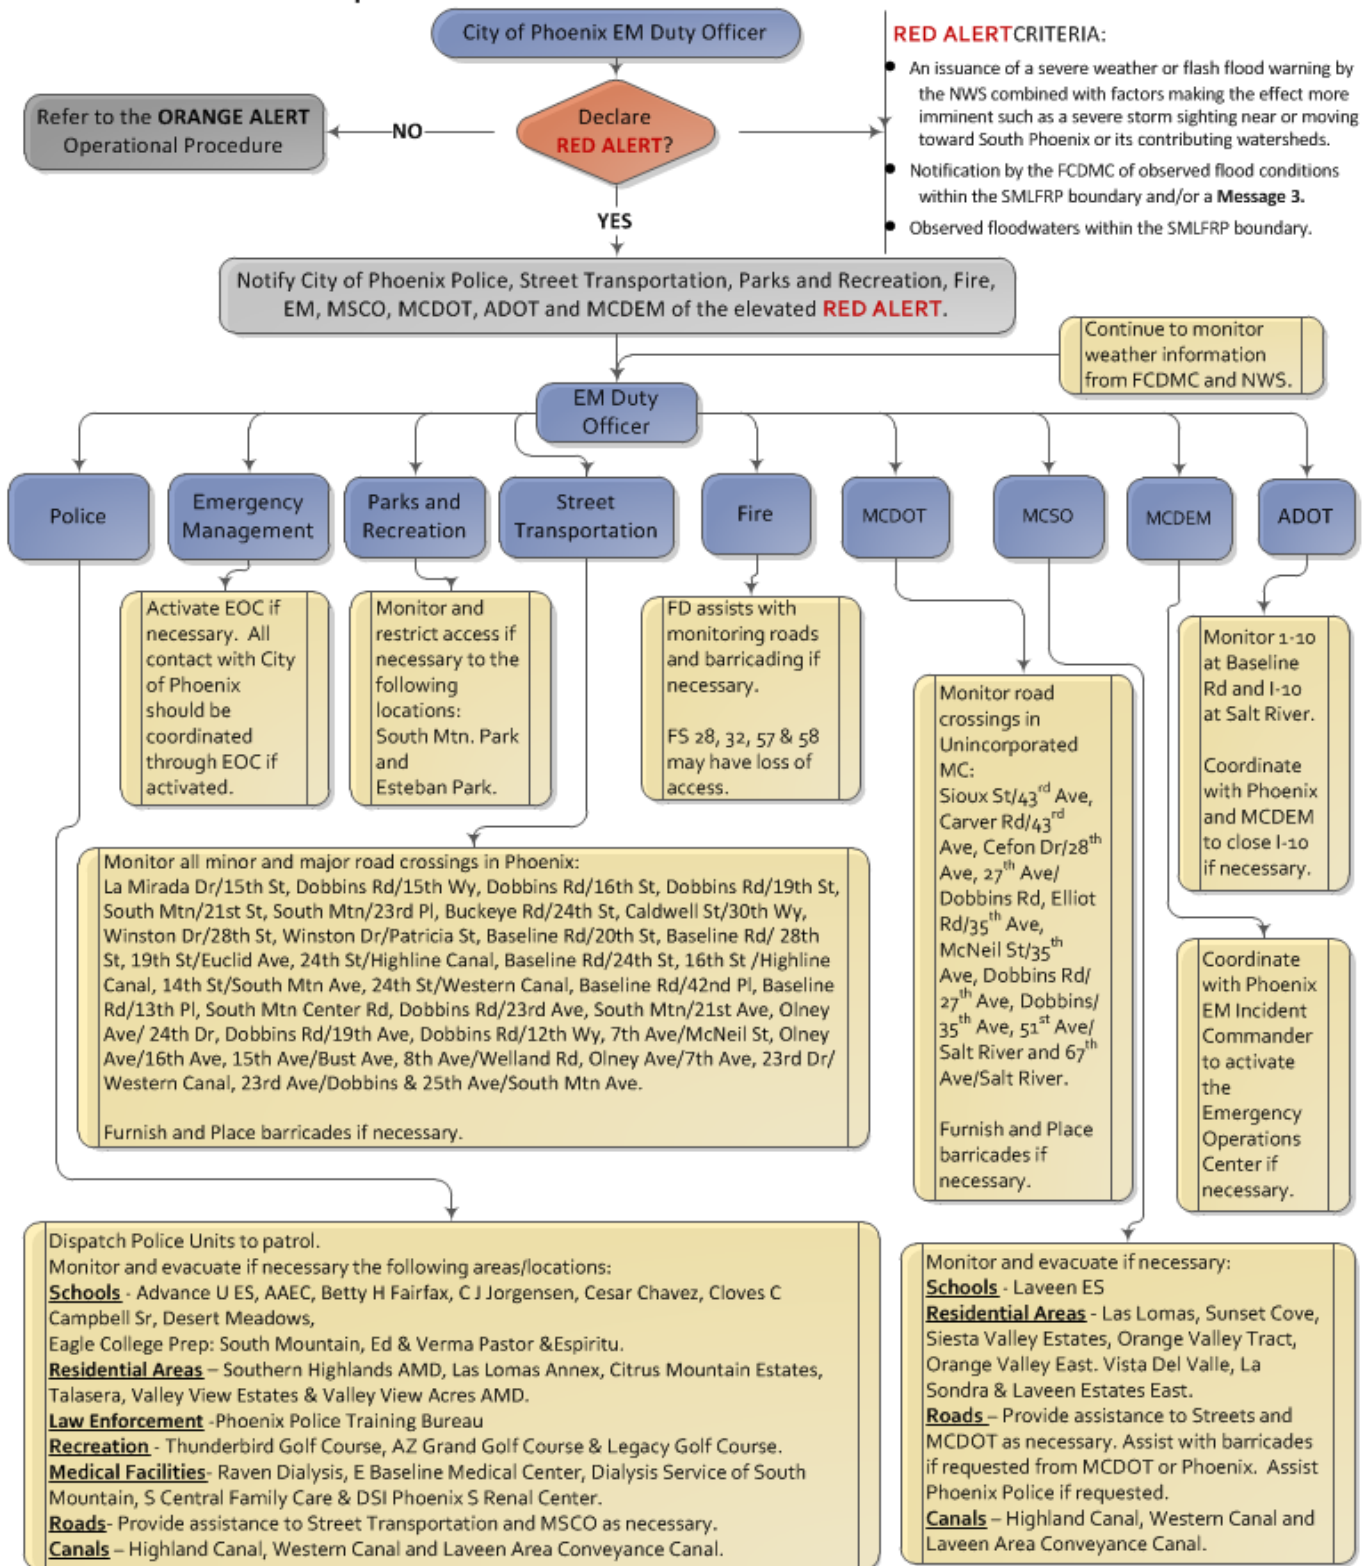 City of Phoenix EM Duty Officer
RED ALERTCRITERIA:
● An issuance of a severe weather or flash flood warning by
the NWS combined with factors making the effect more
imminent such as a severe storm sighting near or moving
toward South Phoenix or its contributing watersheds.
● Notification by the FCDMC of observed flood conditions
within the SMLFRP boundary and/or a Message 3.
● Observed floodwaters within the SMLFRP boundary.
Declare
RED ALERT?
NO
Refer to the ORANGE ALERT
Operational Procedure
YES
Notify City of Phoenix Police, Street Transportation, Parks and Recreation, Fire,
EM, MSCO, MCDOT, ADOT and MCDEM of the elevated RED ALERT.
Continue to monitor
weather information
from FCDMC and NWS.
EM Duty
Officer
Police
Emergency
Management
Parks and
Recreation
Street
Transportation
Fire
MCDOT
MCSO
MCDEM
ADOT
Activate EOC if
necessary. All
contact with City
of Phoenix
should be
coordinated
through EOC if
activated.
Monitor and
restrict access if
necessary to the
following
locations:
South Mtn. Park
and
Esteban Park.
FD assists with
monitoring roads
and barricading if
necessary.
FS 28, 32, 57 & 58
may have loss of
access.
Monitor road
crossings in
Unincorporated
MC:
Sioux St/43rd Ave,
Carver Rd/43rd
Ave, Cefon Dr/28th
Ave, 27th Ave/
Dobbins Rd, Elliot
Rd/35th Ave,
McNeil St/35th
Ave, Dobbins Rd/
27th Ave, Dobbins/
35th Ave, 51st Ave/
Salt River and 67th
Ave/Salt River.
Furnish and Place
barricades if
necessary.
Monitor 1-10
at Baseline
Rd and I-10
at Salt River.
Coordinate
with Phoenix
and MCDEM
to close I-10
if necessary.
Coordinate
with Phoenix
EM Incident
Commander
to activate
the
Emergency
Operations
Center if
necessary.
Monitor all minor and major road crossings in Phoenix:
La Mirada Dr/15th St, Dobbins Rd/15th Wy, Dobbins Rd/16th St, Dobbins Rd/19th St,
South Mtn/21st St, South Mtn/23rd Pl, Buckeye Rd/24th St, Caldwell St/30th Wy,
Winston Dr/28th St, Winston Dr/Patricia St, Baseline Rd/20th St, Baseline Rd/ 28th
St, 19th St/Euclid Ave, 24th St/Highline Canal, Baseline Rd/24th St, 16th St /Highline
Canal, 14th St/South Mtn Ave, 24th St/Western Canal, Baseline Rd/42nd Pl, Baseline
Rd/13th Pl, South Mtn Center Rd, Dobbins Rd/23rd Ave, South Mtn/21st Ave, Olney
Ave/ 24th Dr, Dobbins Rd/19th Ave, Dobbins Rd/12th Wy, 7th Ave/McNeil St, Olney
Ave/16th Ave, 15th Ave/Bust Ave, 8th Ave/Welland Rd, Olney Ave/7th Ave, 23rd Dr/
Western Canal, 23rd Ave/Dobbins & 25th Ave/South Mtn Ave.
Furnish and Place barricades if necessary.
Dispatch Police Units to patrol.
Monitor and evacuate if necessary the following areas/locations:
Schools - Advance U ES, AAEC, Betty H Fairfax, C J Jorgensen, Cesar Chavez, Cloves C
Campbell Sr, Desert Meadows,
Eagle College Prep: South Mountain, Ed & Verma Pastor &Espiritu.
Residential Areas – Southern Highlands AMD, Las Lomas Annex, Citrus Mountain Estates,
Talasera, Valley View Estates & Valley View Acres AMD.
Law Enforcement -Phoenix Police Training Bureau
Recreation - Thunderbird Golf Course, AZ Grand Golf Course & Legacy Golf Course.
Medical Facilities- Raven Dialysis, E Baseline Medical Center, Dialysis Service of South
Mountain, S Central Family Care & DSI Phoenix S Renal Center.
Roads- Provide assistance to Street Transportation and MSCO as necessary.
Canals – Highland Canal, Western Canal and Laveen Area Conveyance Canal.
Monitor and evacuate if necessary:
Schools - Laveen ES
Residential Areas - Las Lomas, Sunset Cove,
Siesta Valley Estates, Orange Valley Tract,
Orange Valley East. Vista Del Valle, La
Sondra & Laveen Estates East.
Roads – Provide assistance to Streets and
MCDOT as necessary. Assist with barricades
if requested from MCDOT or Phoenix. Assist
Phoenix Police if requested.
Canals – Highland Canal, Western Canal and
Laveen Area Conveyance Canal.